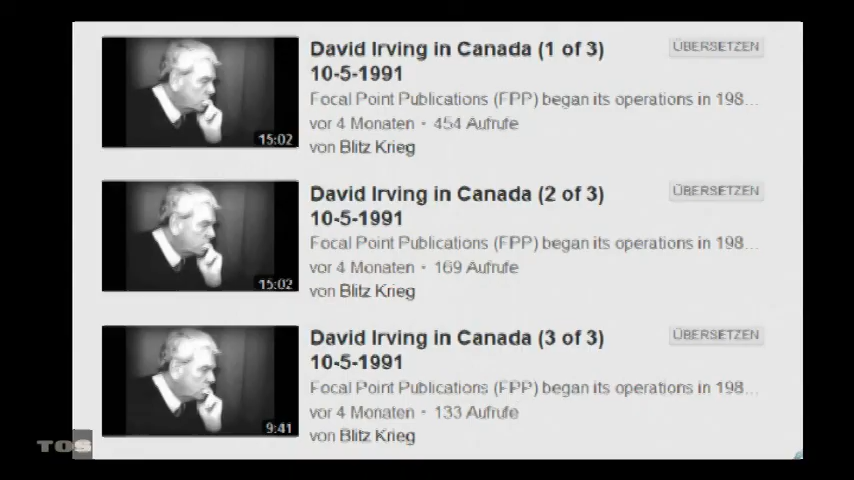 David Irving in Canada (1 of 3)
ÜBERSETZEN
10-5-1991
Focal Point Publications (FPP) began its operations in 198...
vor 4 Monaten • 454 Aufrufe
von Blitz Krieg
15:02
David Irving in Canada (2 of 3)
ÜBERSETZEN
10-5-1991
Focal Point Publications (FPP) began its operations in 198...
vor 4 Monaten • 169 Aufrufe
von Blitz Krieg
15:02
David Irving in Canada (3 of 3)
ÜBERSETZEN
10-5-1991
Focal Point Publications (FPP) began its operations in 198...
vor 4 Monaten • 133 Aufrufe
von Blitz Krieg
9:41
TOS